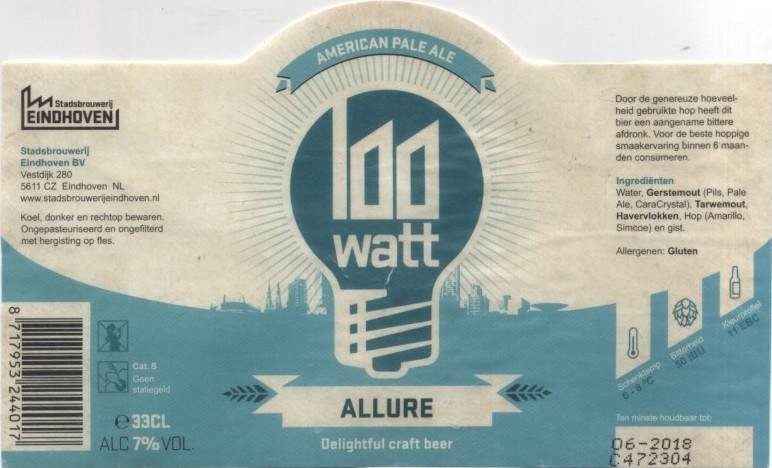 Stadsbrouwerij
EINDHOVEN
Stadsbrouwerij
Eindhoven BV
Vestdijk 280
5611 CZ Eindhoven NL
www.stadsbrouwerijeindhoven.nl
Koel, donker en rechtop bewaren.
Ongepasteuriseerd en ongefilterd
met hergisting op fles.
8 717953 244017
Cat. S
Geen
statiegeld
e 33CL
ALC 7% VOL.
AMERICAN PALE ALE
100
watt
ALLURE
Delightful craft beer
Door de genereuze hoeveel-
heid gebruikte hop heeft dit
bier een aangename bittere
afdronk. Voor de beste hoppige
smaakervaring binnen 6 maan-
den consumeren.
Ingrediënten
Water, Gerstemout (Pils, Pale
Ale, CaraCrystal), Tarwemout,
Havervlokken, Hop (Amarillo,
Simcoe) en gist.
Allergenen: Gluten
Schenktemp.
6 - 8 °C
Bitterheid
50 IBU
Kleurprofiel
11 EBC
Ten minste houdbaar tot:
06-2018
C472304